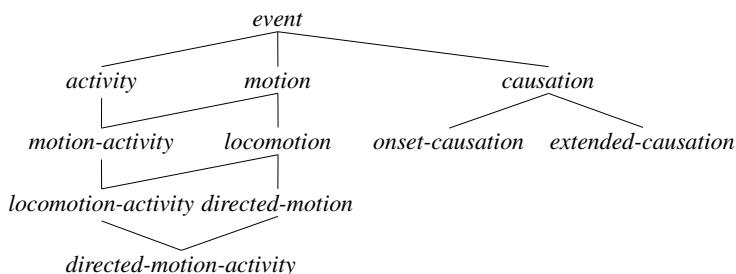 event
activity motion causation
motion-activity locomotion onset-causation extended-causation
locomotion-activity directed-motion
directed-motion-activity